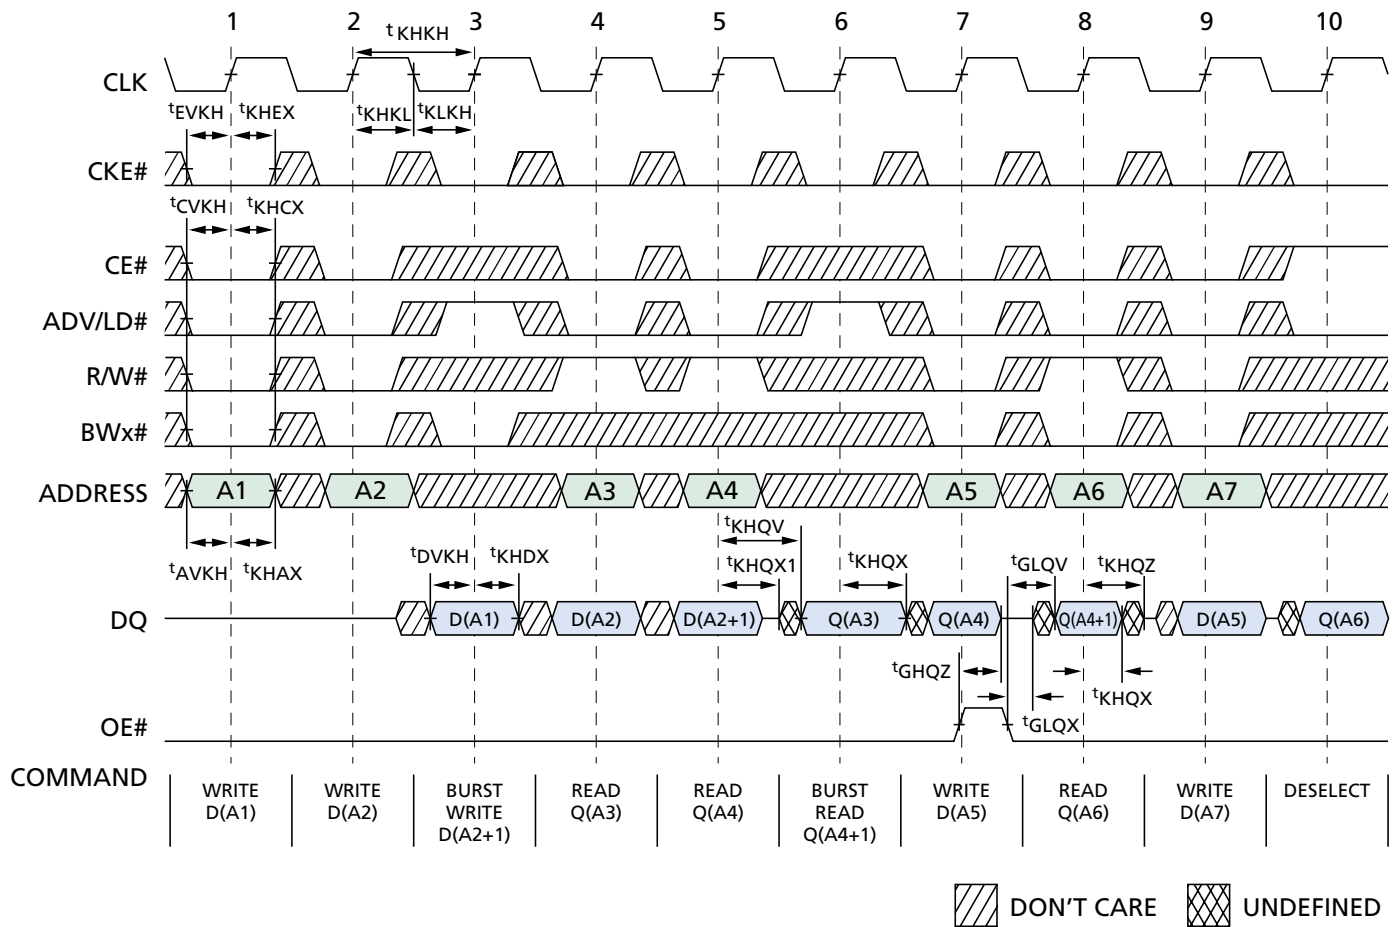 1 2 3 4 5 6 7 8 9 10
tKHKH
CLK
tEVKH tKHEX tKHKL tKLKH
CKE#
tCVKH tKHCX
CE#
ADV/LD#
R/W#
BWx#
ADDRESS A1 A2 A3 A4 A5 A6 A7
tKHQV
tAVKH tKHAX tDVKH tKHDX tKHQX1 tKHQX tGLQV tKHQZ
DQ D(A1) D(A2) D(A2+1) Q(A3) Q(A4) Q(A4+1) D(A5) Q(A6)
tGHQZ tKHQX
tGLQX
OE#
COMMAND
WRITE
D(A1)
WRITE
D(A2)
BURST
WRITE
D(A2+1)
READ
Q(A3)
READ
Q(A4)
BURST
READ
Q(A4+1)
WRITE
D(A5)
READ
Q(A6)
WRITE
D(A7)
DESELECT
DON'T CARE UNDEFINED